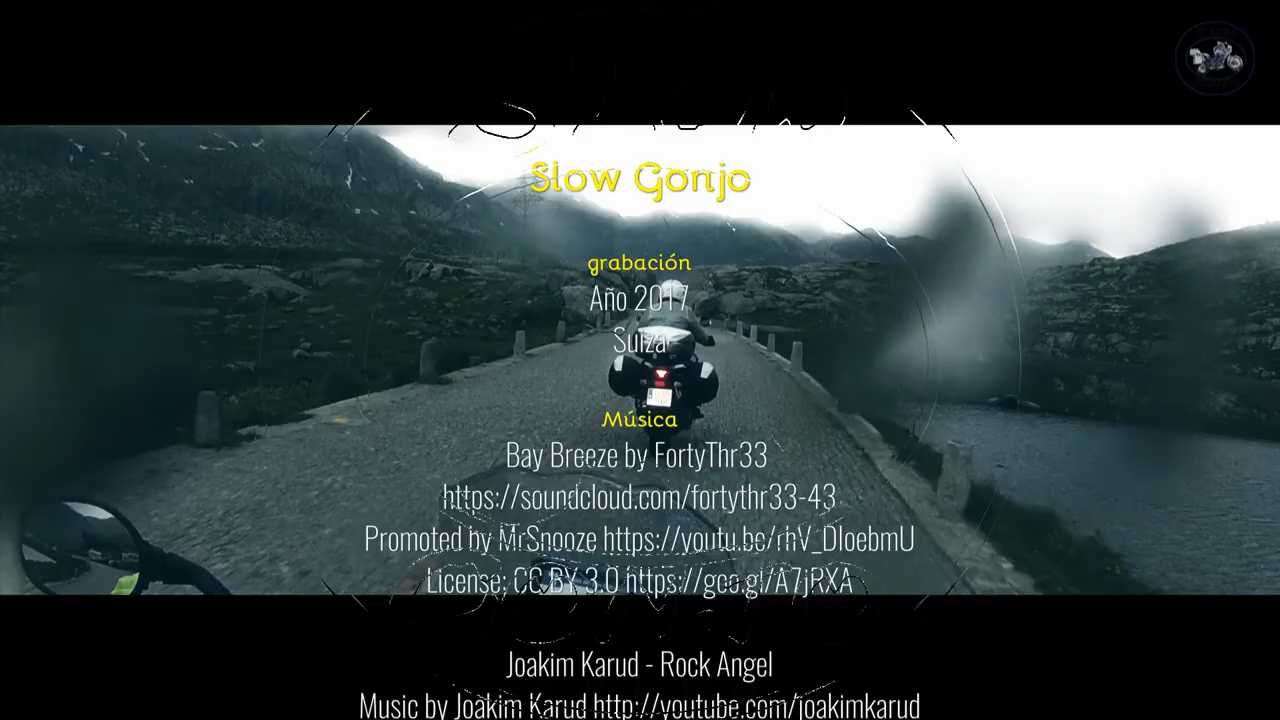 Slow Gonjo
grabación
Año 2017
Suiza
Música
Bay Breeze by FortyThr33
https://soundcloud.com/fortythr33-43
Promoted by MrSnooze https://youtu.be/rhV_DloebmU
License: CC BY 3.0 https://goo.gl/A7jRXA
Joakim Karud - Rock Angel
Music by Joakim Karud http://youtube.com/joakimkarud